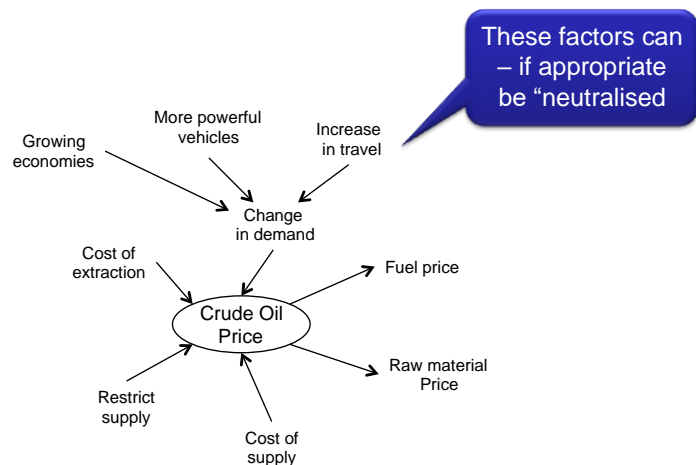 These factors can
– if appropriate
be “neutralised
More powerful
vehicles
Increase
in travel
Growing
economies
Change
in demand
Cost of
extraction
Fuel price
Crude Oil
Price
Raw material
Price
Restrict
supply
Cost of
supply